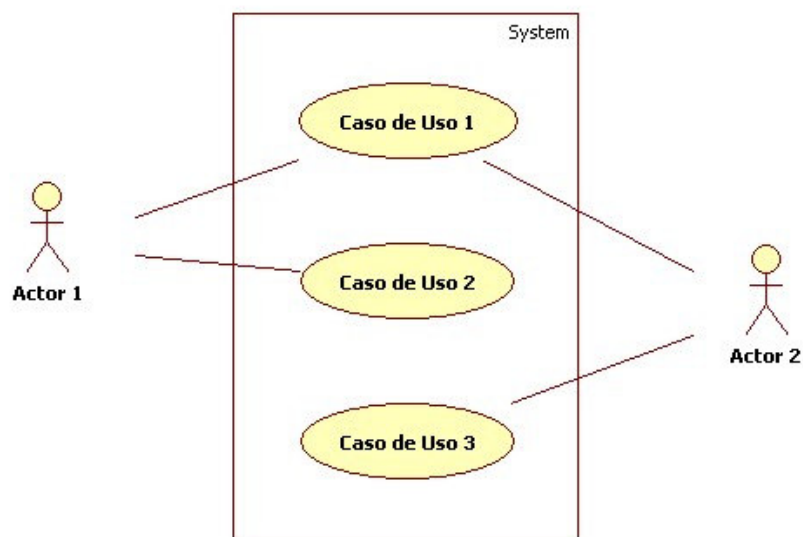 System
Caso de Uso 1
Actor 1
Caso de Uso 2
Actor 2
Caso de Uso 3